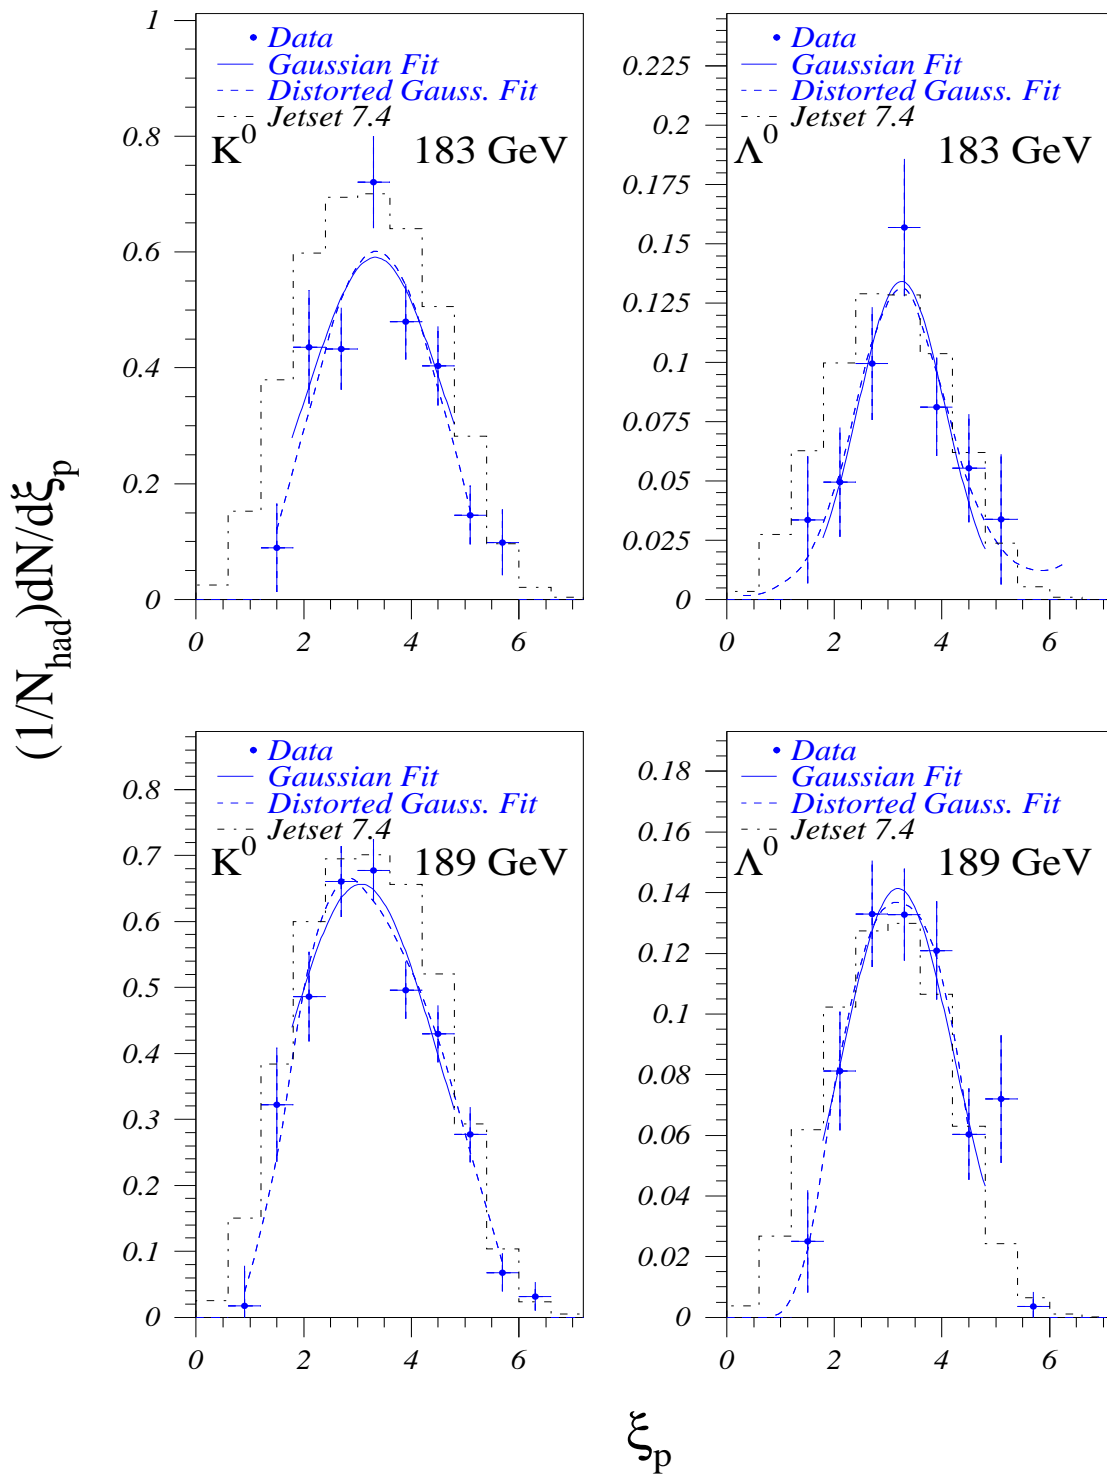 (1/N_had)dN/dξ_p
1
0.8
0.6
0.4
0.2
0
0 2 4 6
Data
Gaussian Fit
Distorted Gauss. Fit
Jetset 7.4
K^0 183 GeV
0.225
0.2
0.175
0.15
0.125
0.1
0.075
0.05
0.025
0
0 2 4 6
Data
Gaussian Fit
Distorted Gauss. Fit
Jetset 7.4
Λ^0 183 GeV
0.8
0.7
0.6
0.5
0.4
0.3
0.2
0.1
0
0 2 4 6
Data
Gaussian Fit
Distorted Gauss. Fit
Jetset 7.4
K^0 189 GeV
0.18
0.16
0.14
0.12
0.1
0.08
0.06
0.04
0.02
0
0 2 4 6
Data
Gaussian Fit
Distorted Gauss. Fit
Jetset 7.4
Λ^0 189 GeV
ξ_p